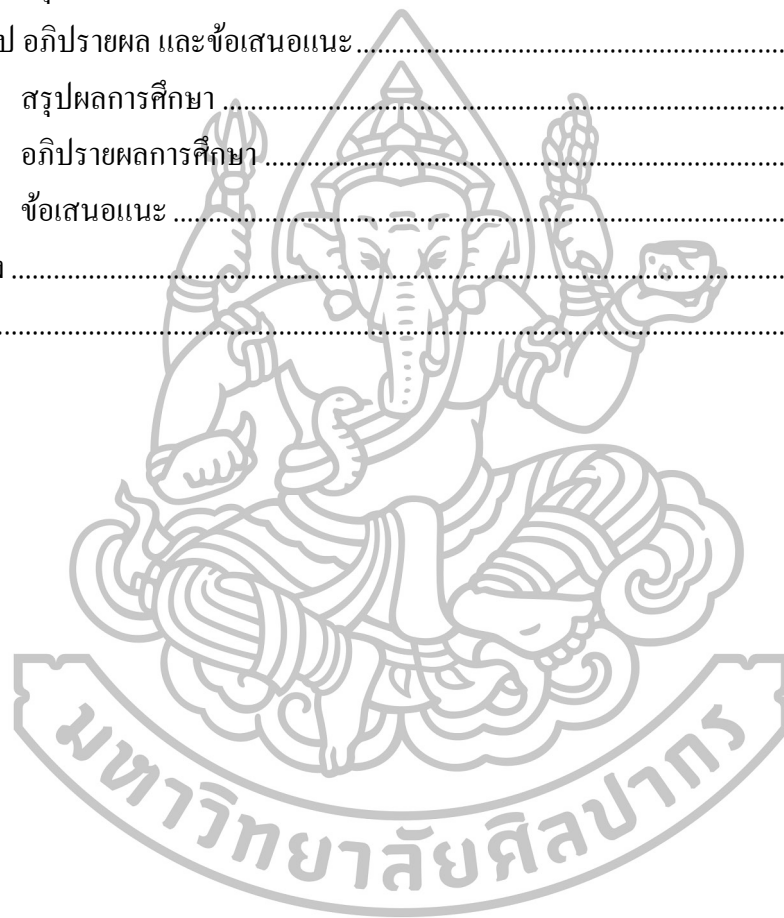 ป อภิปรายผล และข้อเสนอแนะ
สรุปผลการศึกษา
อภิปรายผลการศึกษา
ข้อเสนอแนะ
มหาวิทยาลัยศิลปากร